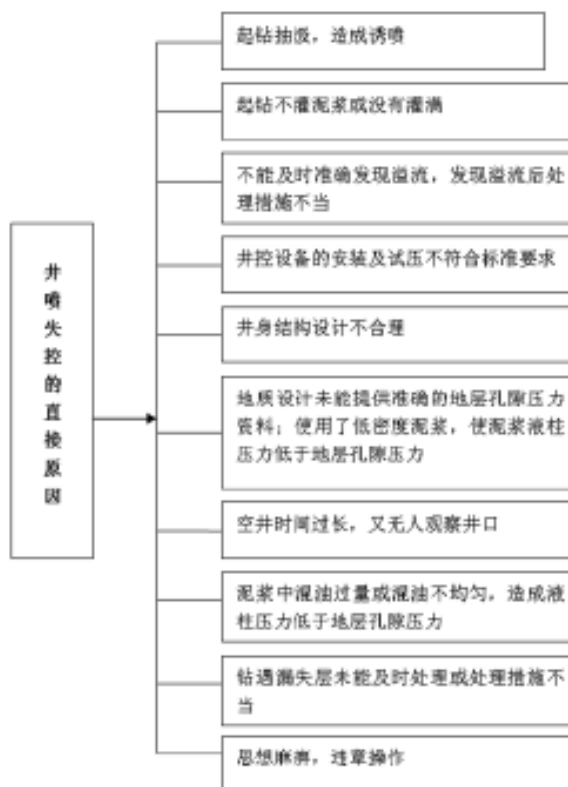 井喷失控的直接原因
起钻抽汲，造成诱喷
起钻不灌泥浆或没有灌满
不能及时准确发现溢流，发现溢流后处
理措施不当
井控设备的安装及试压不符合标准要求
井身结构设计不合理
地质设计未能提供准确的地层孔隙压力
资料；使用了低密度泥浆，使泥浆液柱
压力低于地层孔隙压力
空井时间过长，又无人观察井口
泥浆中混油过量或混油不均匀，造成液
柱压力低于地层孔隙压力
钻遇漏失层未能及时处理或处理措施不
当
思想麻痹，违章操作